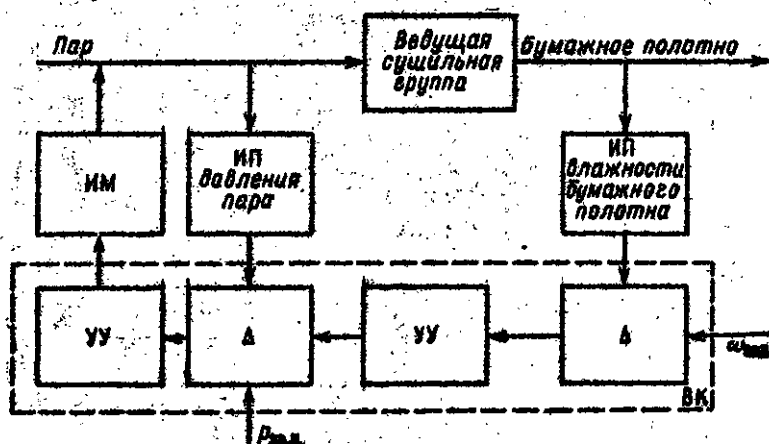 Пар
Ведущая
сушильная
группа
бумажное полотно
ИМ
ИП
давления
пара
ИП
влажности
бумажного
полотна
УУ
Δ
УУ
Δ
ВК